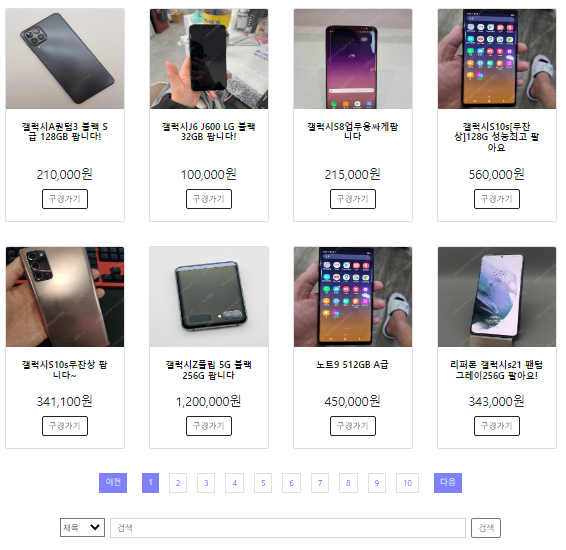 갤럭시A퀀텀3 블랙 S
급 128GB 팝니다!
210,000원
구경가기
갤럭시J6 J600 LG 블랙
32GB 팝니다!
100,000원
구경가기
갤럭시S8업무용싸게팝
니다
215,000원
구경가기
갤럭시S10s[무잔
상]128G 성능최고 팔
아요
560,000원
구경가기
갤럭시S10s무잔상 팝
니다~
341,100원
구경가기
갤럭시Z플립 5G 블랙
256G 팝니다
1,200,000원
구경가기
노트9 512GB A급
450,000원
구경가기
리퍼폰 갤럭시s21 팬텀
그레이256G 팔아요!
343,000원
구경가기
이전 1 2 3 4 5 6 7 8 9 10 다음
제목 검색 검색